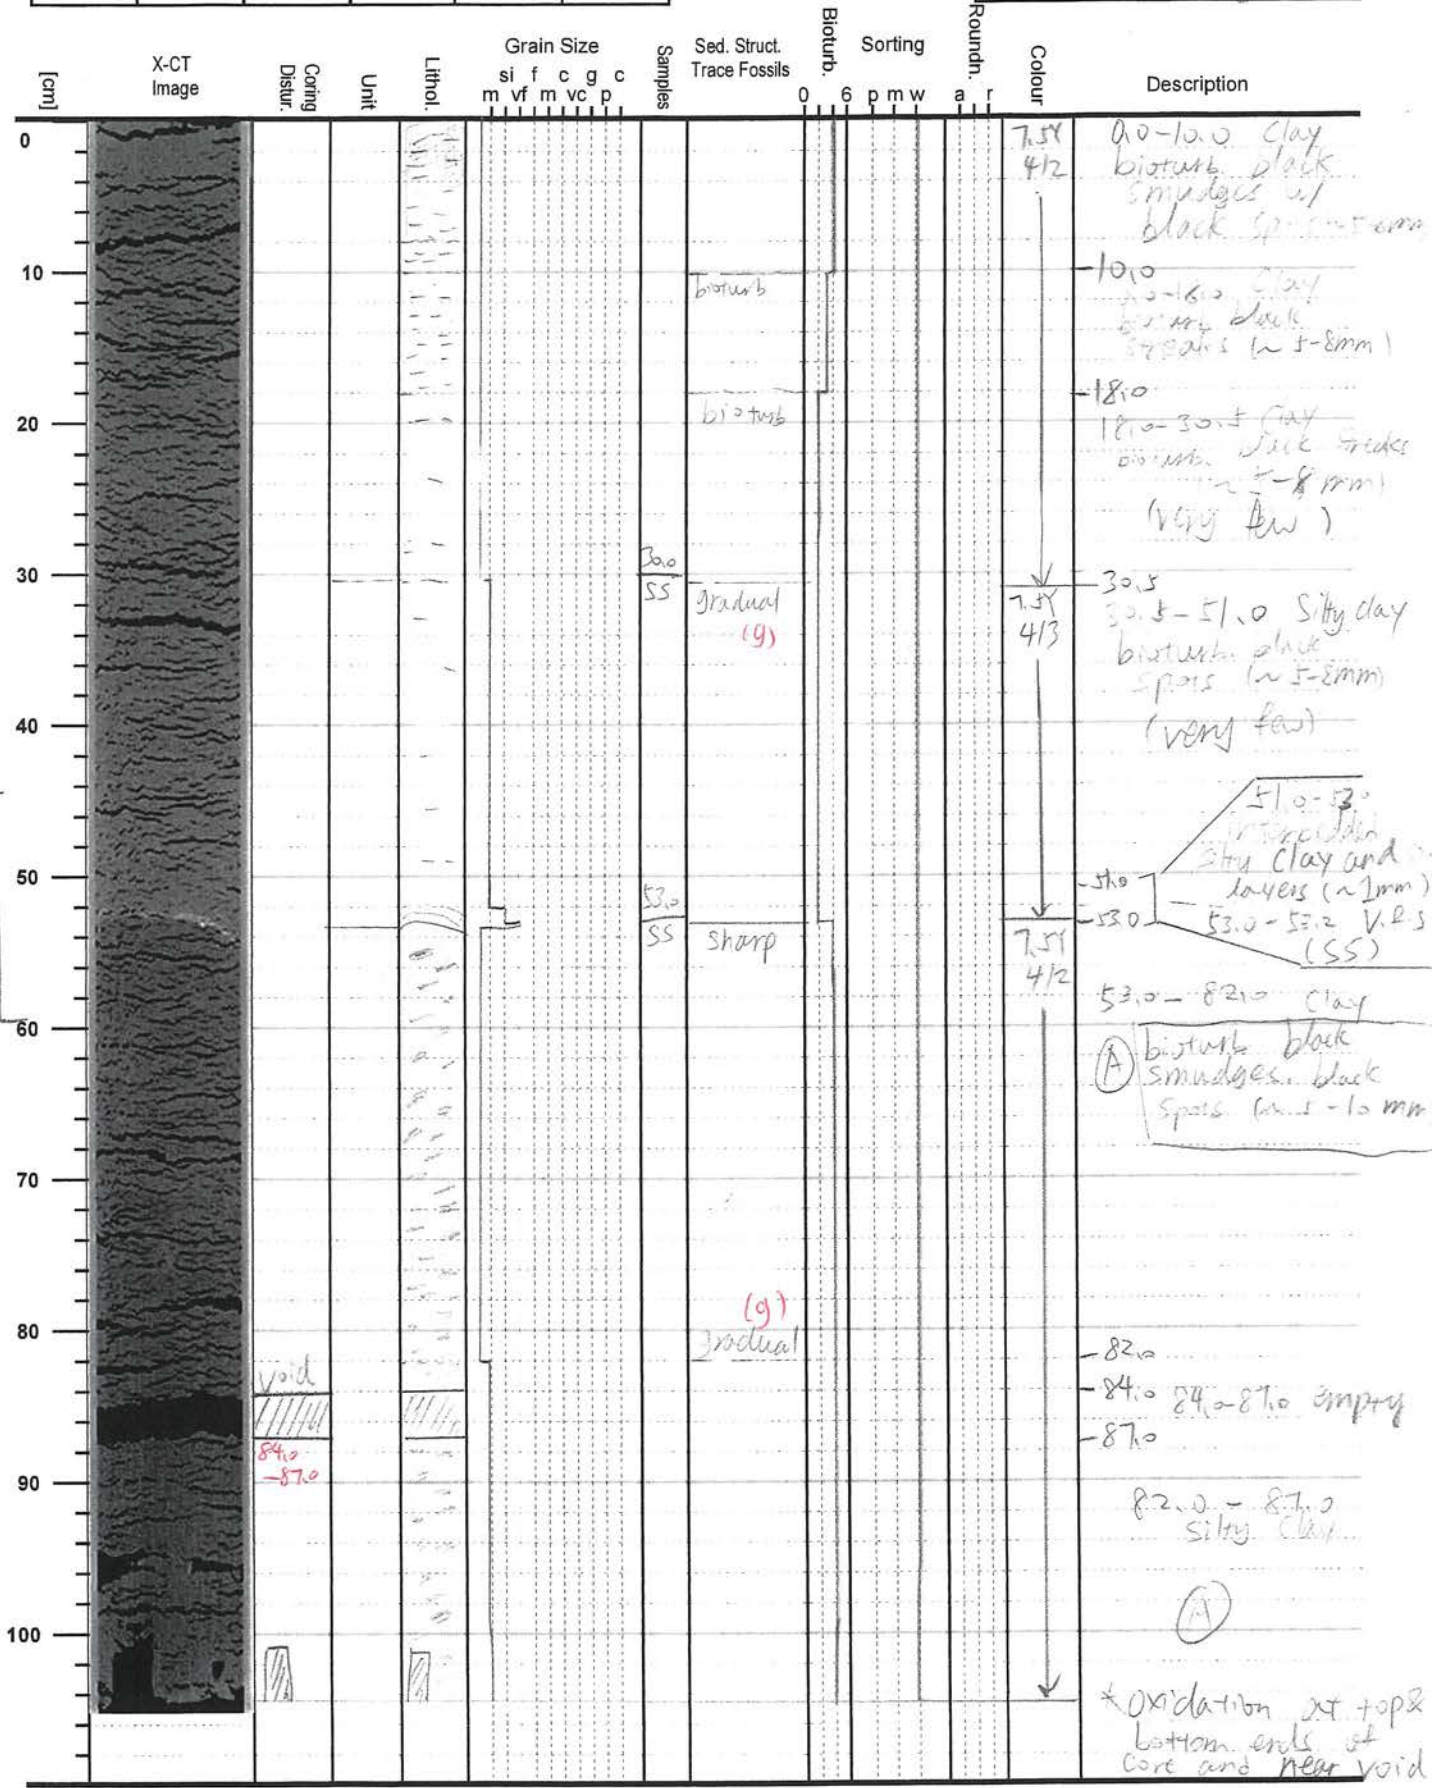 [cm]
X-CT
Image
Coring
Distur.
Unit
Lithol.
Grain Size
si f c g c
m vf m vc p
Samples
Sed. Struct.
Trace Fossils
Bioturb.
0 6
Sorting
p m w
Roundn.
a r
Colour
Description
0
10
20
30
40
50
60
70
80
90
100
void
84.0
-87.0
30.0
SS
53.0
SS
bioturb
bioturb
gradual
(g)
sharp
(g)
gradual
7.5Y
4/2
7.5Y
4/3
7.5Y
4/2
0.0-10.0 Clay
bioturb. black
smudges w/
black
10.0
Clay
black
(~ 5-8mm)
18.0
18.0-30.5 Clay
(very few)
30.5
30.5-51.0 Silty clay
bioturb. black
spots (~ 5-8mm)
(very few)
51.0-53.0
interbedded
Silty clay and
layers (~1mm)
51.0
53.0
53.0-53.2 V.F.S
(SS)
53.0-82.0 Clay
(A) bioturb black
smudges. black
spots
82.0
84.0
84.0-87.0 empty
87.0
82.0-87.0
Silty Clay
(A)
* Oxidation at top &
bottom ends of
core and near void